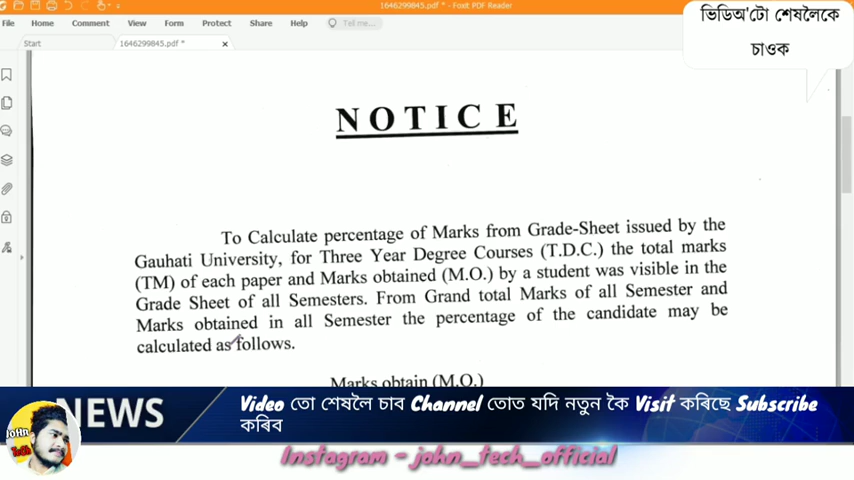 1646299845.pdf * - Foxit PDF Reader
File Home Comment View Form Protect Share Help Tell me...
Start 1646299845.pdf *
ভিডিঅ'টো শেষলৈকে
চাওক
NOTICE
To Calculate percentage of Marks from Grade-Sheet issued by the
Gauhati University, for Three Year Degree Courses (T.D.C.) the total marks
(TM) of each paper and Marks obtained (M.O.) by a student was visible in the
Grade Sheet of all Semesters. From Grand total Marks of all Semester and
Marks obtained in all Semester the percentage of the candidate may be
calculated as follows.
Marks obtain (M.O.)
NEWS
Video তো শেষলৈ চাব Channel তোত যদি নতুন কৈ Visit কৰিছে Subscribe
কৰিব
JOHN
Tech
Instagram - john_tech_official